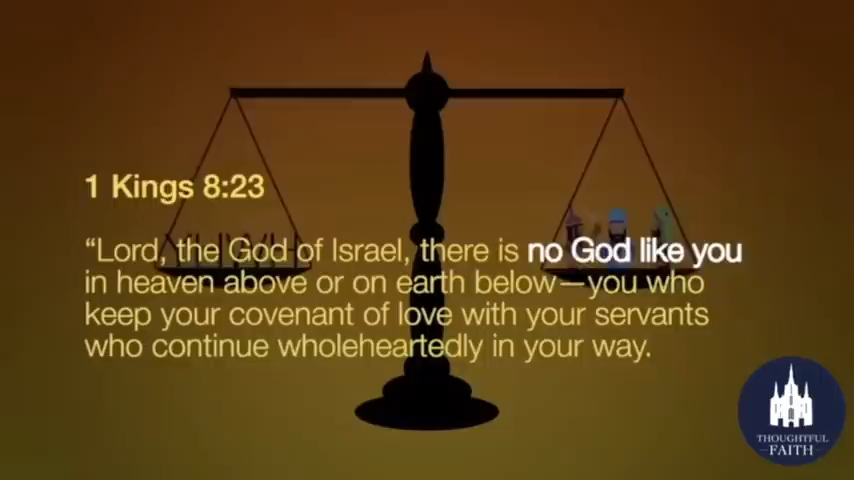 1 Kings 8:23
“Lord, the God of Israel, there is no God like you
in heaven above or on earth below—you who
keep your covenant of love with your servants
who continue wholeheartedly in your way.
YHWH
THOUGHTFUL
FAITH